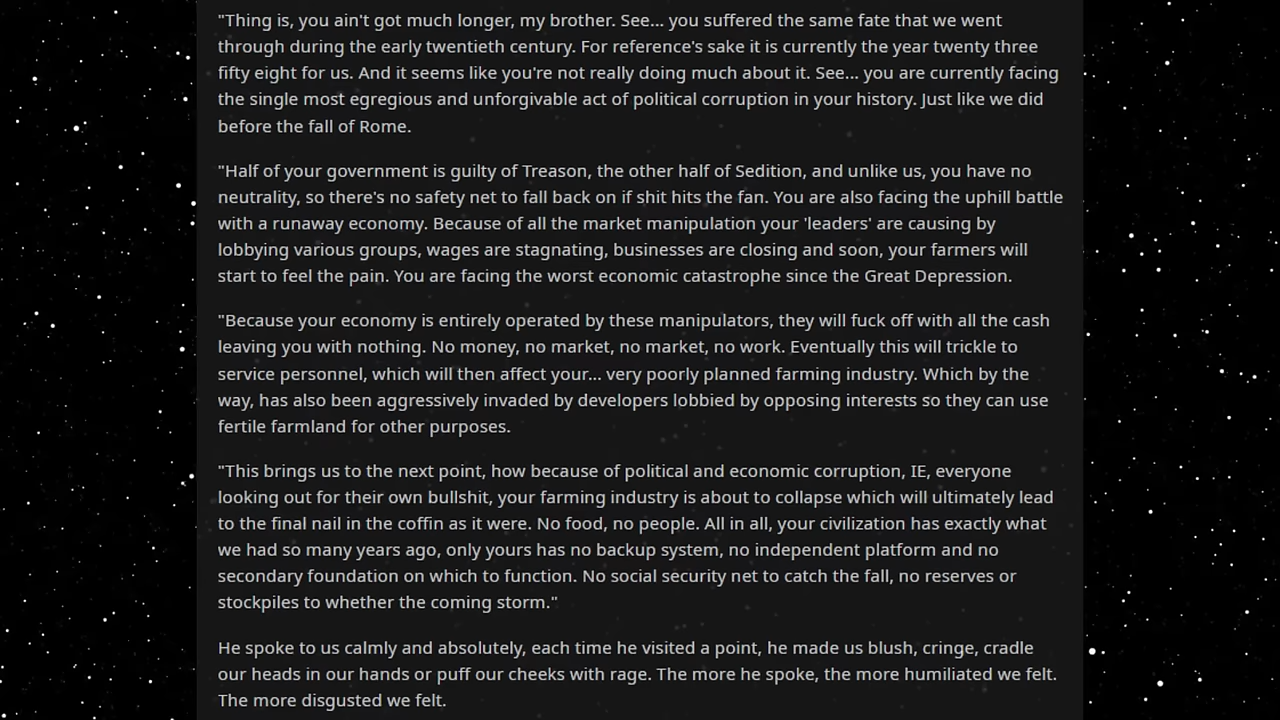 "Thing is, you ain't got much longer, my brother. See... you suffered the same fate that we went
through during the early twentieth century. For reference's sake it is currently the year twenty three
fifty eight for us. And it seems like you're not really doing much about it. See... you are currently facing
the single most egregious and unforgivable act of political corruption in your history. Just like we did
before the fall of Rome.
"Half of your government is guilty of Treason, the other half of Sedition, and unlike us, you have no
neutrality, so there's no safety net to fall back on if shit hits the fan. You are also facing the uphill battle
with a runaway economy. Because of all the market manipulation your 'leaders' are causing by
lobbying various groups, wages are stagnating, businesses are closing and soon, your farmers will
start to feel the pain. You are facing the worst economic catastrophe since the Great Depression.
"Because your economy is entirely operated by these manipulators, they will fuck off with all the cash
leaving you with nothing. No money, no market, no market, no work. Eventually this will trickle to
service personnel, which will then affect your... very poorly planned farming industry. Which by the
way, has also been aggressively invaded by developers lobbied by opposing interests so they can use
fertile farmland for other purposes.
"This brings us to the next point, how because of political and economic corruption, IE, everyone
looking out for their own bullshit, your farming industry is about to collapse which will ultimately lead
to the final nail in the coffin as it were. No food, no people. All in all, your civilization has exactly what
we had so many years ago, only yours has no backup system, no independent platform and no
secondary foundation on which to function. No social security net to catch the fall, no reserves or
stockpiles to whether the coming storm."
He spoke to us calmly and absolutely, each time he visited a point, he made us blush, cringe, cradle
our heads in our hands or puff our cheeks with rage. The more he spoke, the more humiliated we felt.
The more disgusted we felt.